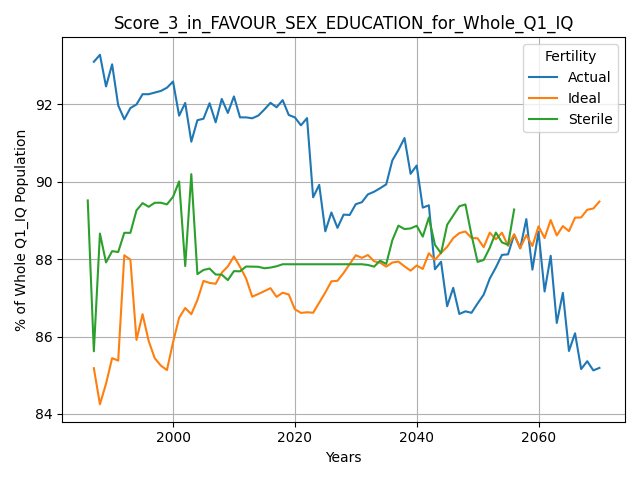 Score_3_in_FAVOUR_SEX_EDUCATION_for_Whole_Q1_IQ
% of Whole Q1_IQ Population
92
90
88
86
84
2000
2020
2040
2060
Years
Fertility
Actual
Ideal
Sterile